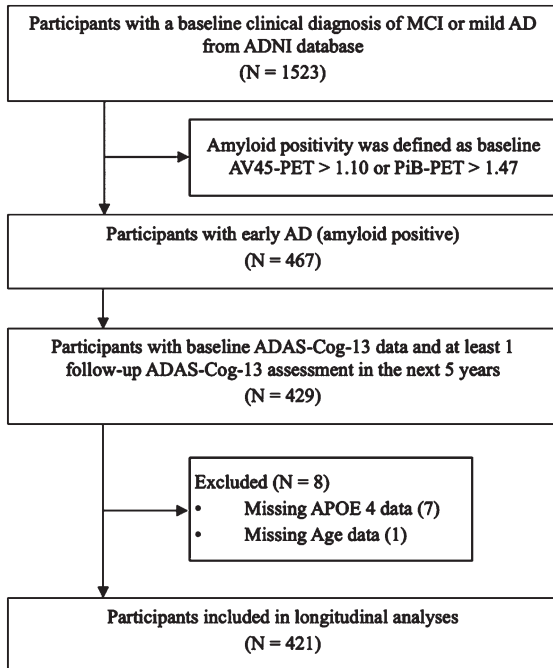 Participants with a baseline clinical diagnosis of MCI or mild AD
from ADNI database
(N = 1523)
Amyloid positivity was defined as baseline
AV45-PET > 1.10 or PiB-PET > 1.47
Participants with early AD (amyloid positive)
(N = 467)
Participants with baseline ADAS-Cog-13 data and at least 1
follow-up ADAS-Cog-13 assessment in the next 5 years
(N = 429)
Excluded (N = 8)
• Missing APOE 4 data (7)
• Missing Age data (1)
Participants included in longitudinal analyses
(N = 421)